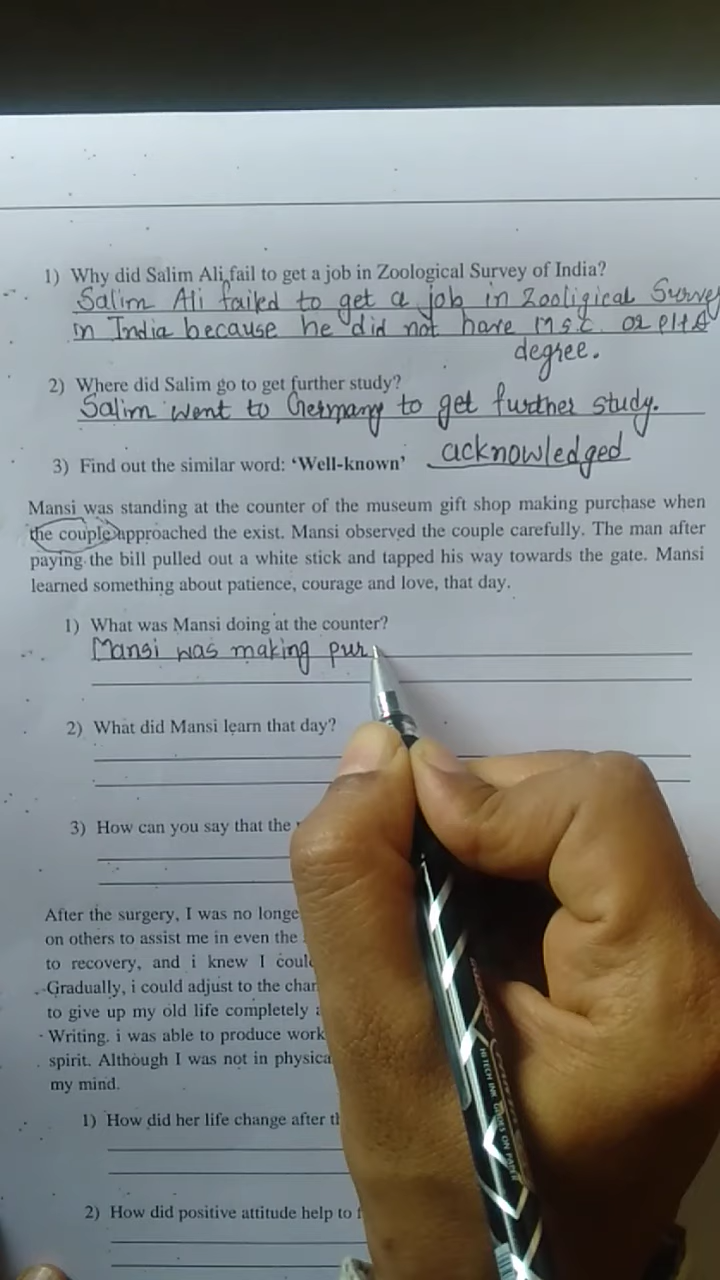 1) Why did Salim Ali fail to get a job in Zoological Survey of India?
Salim Ali failed to get a job in Zooligical Survey
in India because he did not have M.S.C. or PHd
degree.
2) Where did Salim go to get further study?
Salim went to Germany to get further study.
3) Find out the similar word: ‘Well-known’ acknowledged
Mansi was standing at the counter of the museum gift shop making purchase when
the couple approached the exist. Mansi observed the couple carefully. The man after
paying the bill pulled out a white stick and tapped his way towards the gate. Mansi
learned something about patience, courage and love, that day.
1) What was Mansi doing at the counter?
Mansi was making pur
2) What did Mansi learn that day?
3) How can you say that the
After the surgery, I was no longe
on others to assist me in even the
to recovery, and i knew I coul
Gradually, i could adjust to the char
to give up my old life completely
Writing. i was able to produce work
spirit. Although I was not in physica
my mind.
1) How did her life change after th
2) How did positive attitude help to
HI TECH INK GLIDES ON PAPER